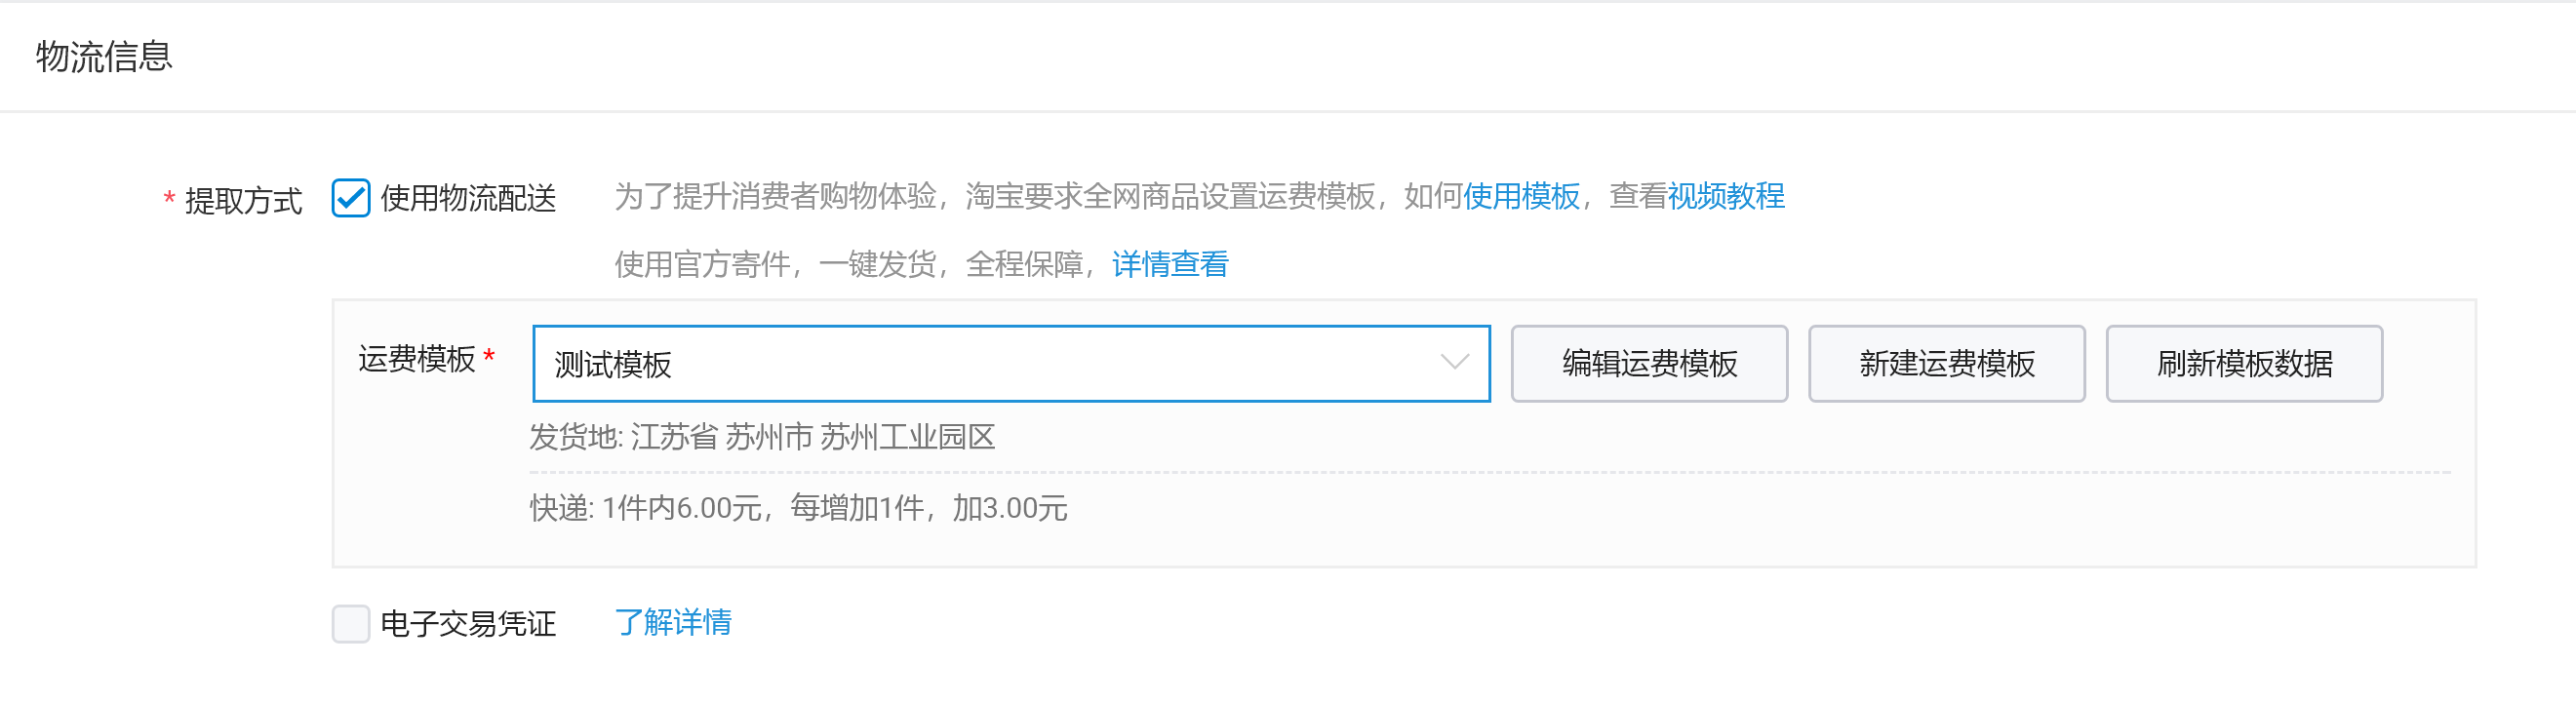 物流信息
* 提取方式 使用物流配送 为了提升消费者购物体验，淘宝要求全网商品设置运费模板，如何使用模板，查看视频教程
使用官方寄件，一键发货，全程保障，详情查看
运费模板 * 测试模板 编辑运费模板 新建运费模板 刷新模板数据
发货地: 江苏省 苏州市 苏州工业园区
快递: 1件内6.00元，每增加1件，加3.00元
电子交易凭证 了解详情